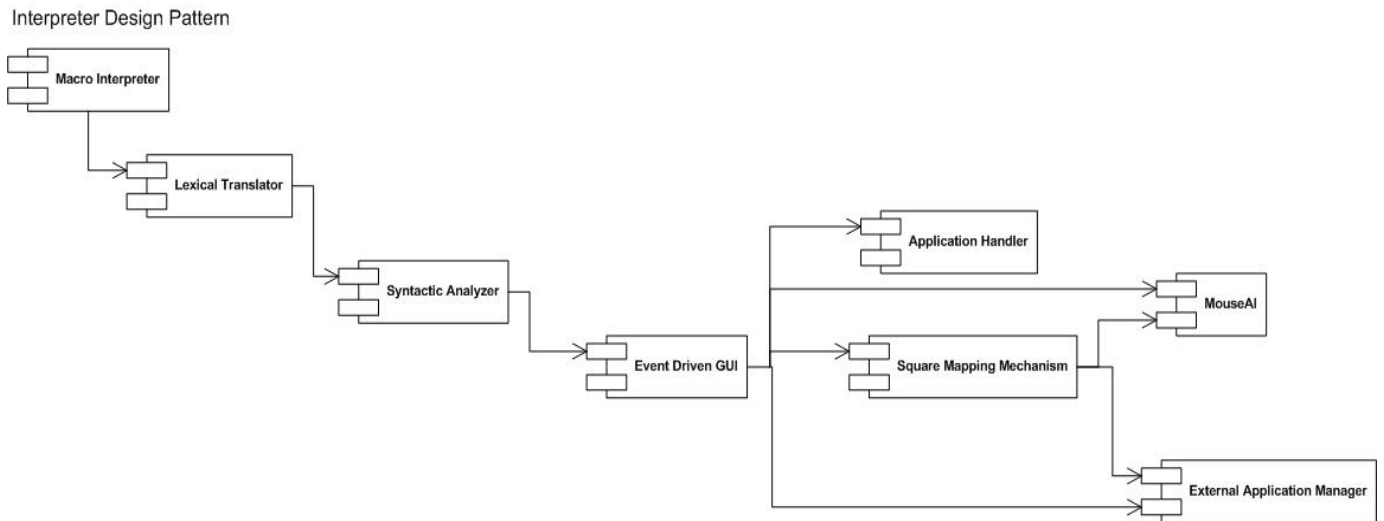 Interpreter Design Pattern
Macro Interpreter
Lexical Translator
Application Handler
Syntactic Analyzer
MouseAI
Event Driven GUI
Square Mapping Mechanism
External Application Manager